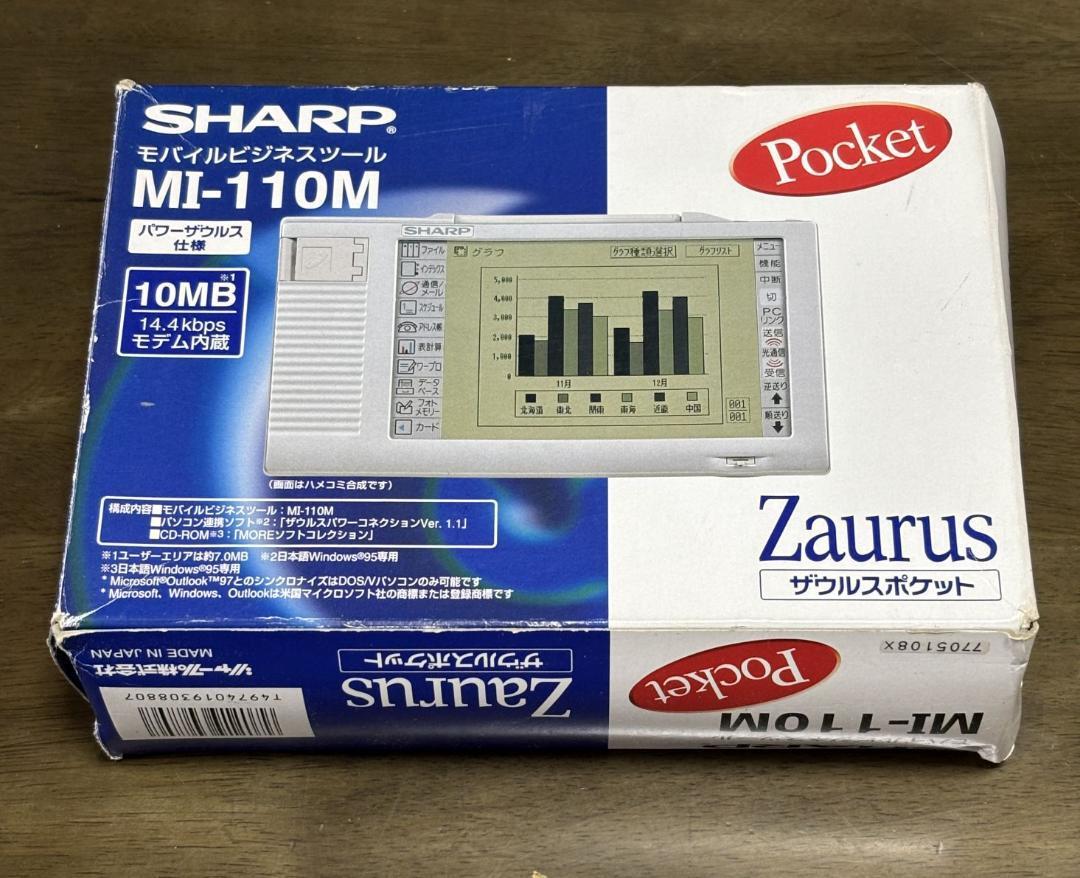 SHARP®
モバイルビジネスツール
MI-110M
パワーザウルス
仕様
※1
10MB
14.4kbps
モデム内蔵
Pocket
SHARP
ファイル
インデックス
通信/
メール
スケジュール
アドレス帳
表計算
ワープロ
データ
ベース
フォト
メモリー
カード
グラフ
グラフ種類選択
グラフリスト
5,000
4,000
3,000
2,000
1,000
0
11月
12月
北海道
東北
関東
東海
近畿
中国
001
001
メニュー
機能
中断
切
PC
リンク
送信
光通信
受信
逆送り
順送り
(画面はハメコミ合成です)
構成内容■モバイルビジネスツール：MI-110M
■パソコン連携ソフト※2：「ザウルスパワーコネクションVer. 1.1」
■CD-ROM※3：「MOREソフトコレクション」
※1ユーザーエリアは約7.0MB ※2日本語Windows®95専用
※3日本語Windows®95専用
* Microsoft®Outlook™97とのシンクロナイズはDOS/Vパソコンのみ可能です
* Microsoft、Windows、Outlookは米国マイクロソフト社の商標または登録商標です
Zaurus
ザウルスポケット
シャープ株式会社
MADE IN JAPAN
T4974019308807
Zaurus
ザウルスポケット
Pocket
7705108X
MI-110M